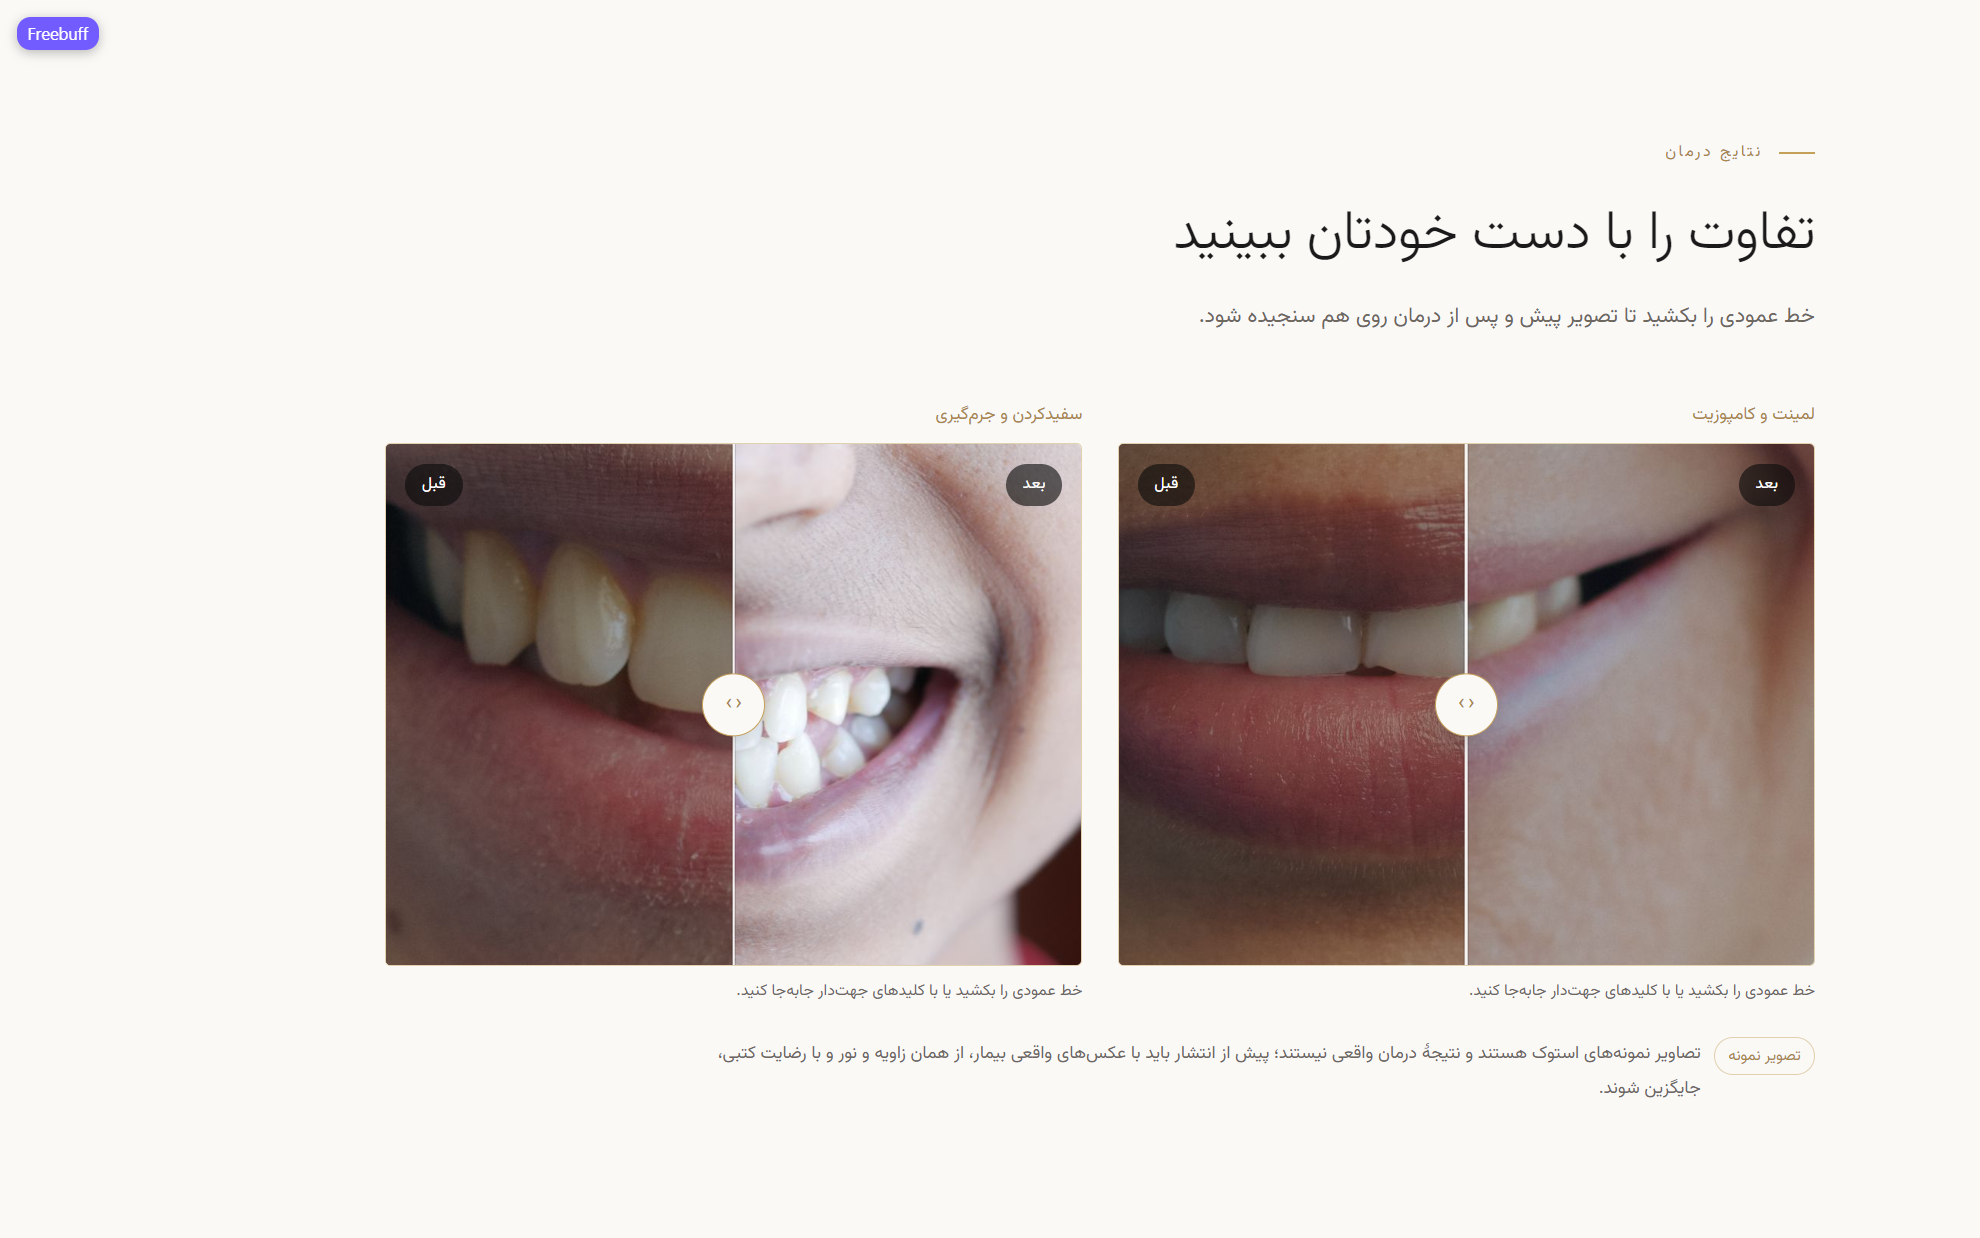 Freebuff
نتایج درمان
تفاوت را با دست خودتان ببینید
خط عمودی را بکشید تا تصویر پیش و پس از درمان روی هم سنجیده شود.
لمینت و کامپوزیت
بعد
قبل
خط عمودی را بکشید یا با کلیدهای جهت‌دار جابه‌جا کنید.
سفیدکردن و جرم‌گیری
بعد
قبل
خط عمودی را بکشید یا با کلیدهای جهت‌دار جابه‌جا کنید.
تصویر نمونه
تصاویر نمونه‌های استوک هستند و نتیجهٔ درمان واقعی نیستند؛ پیش از انتشار باید با عکس‌های واقعی بیمار، از همان زاویه و نور و با رضایت کتبی،
جایگزین شوند.